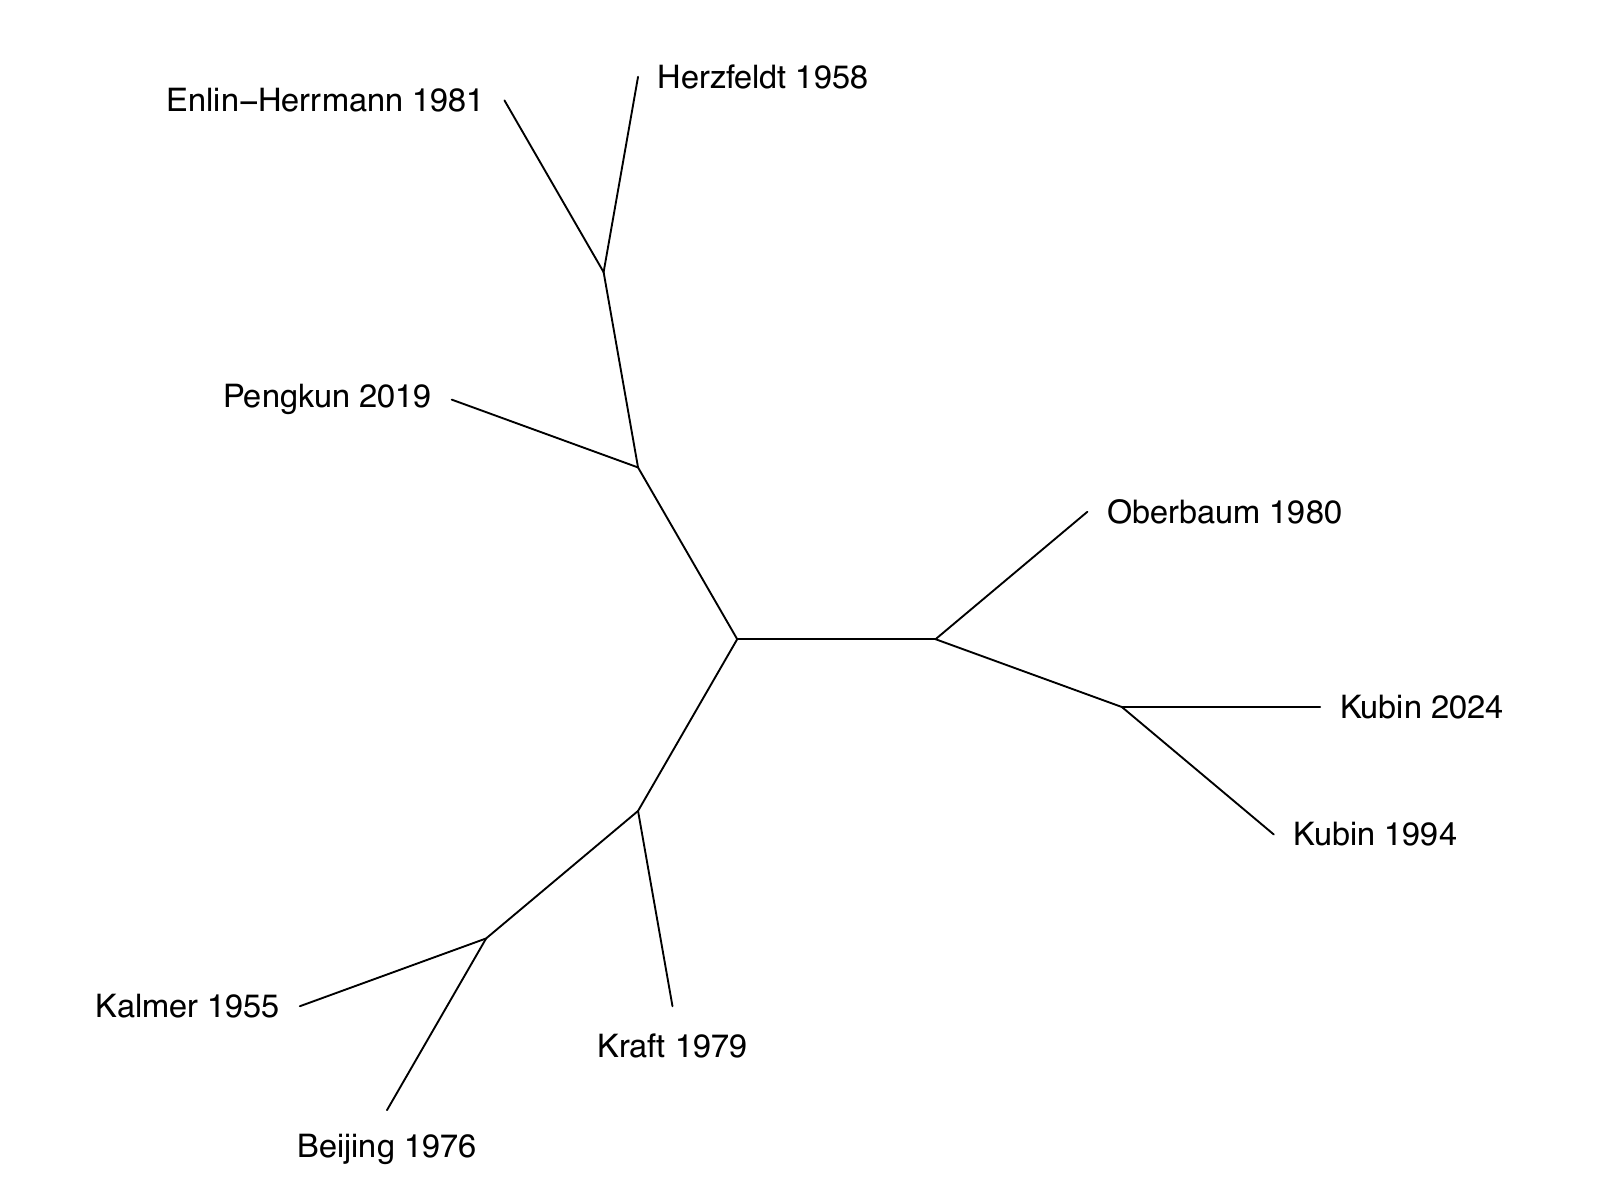 Herzfeldt 1958
Enlin–Herrmann 1981
Pengkun 2019
Oberbaum 1980
Kubin 2024
Kubin 1994
Kalmer 1955
Kraft 1979
Beijing 1976